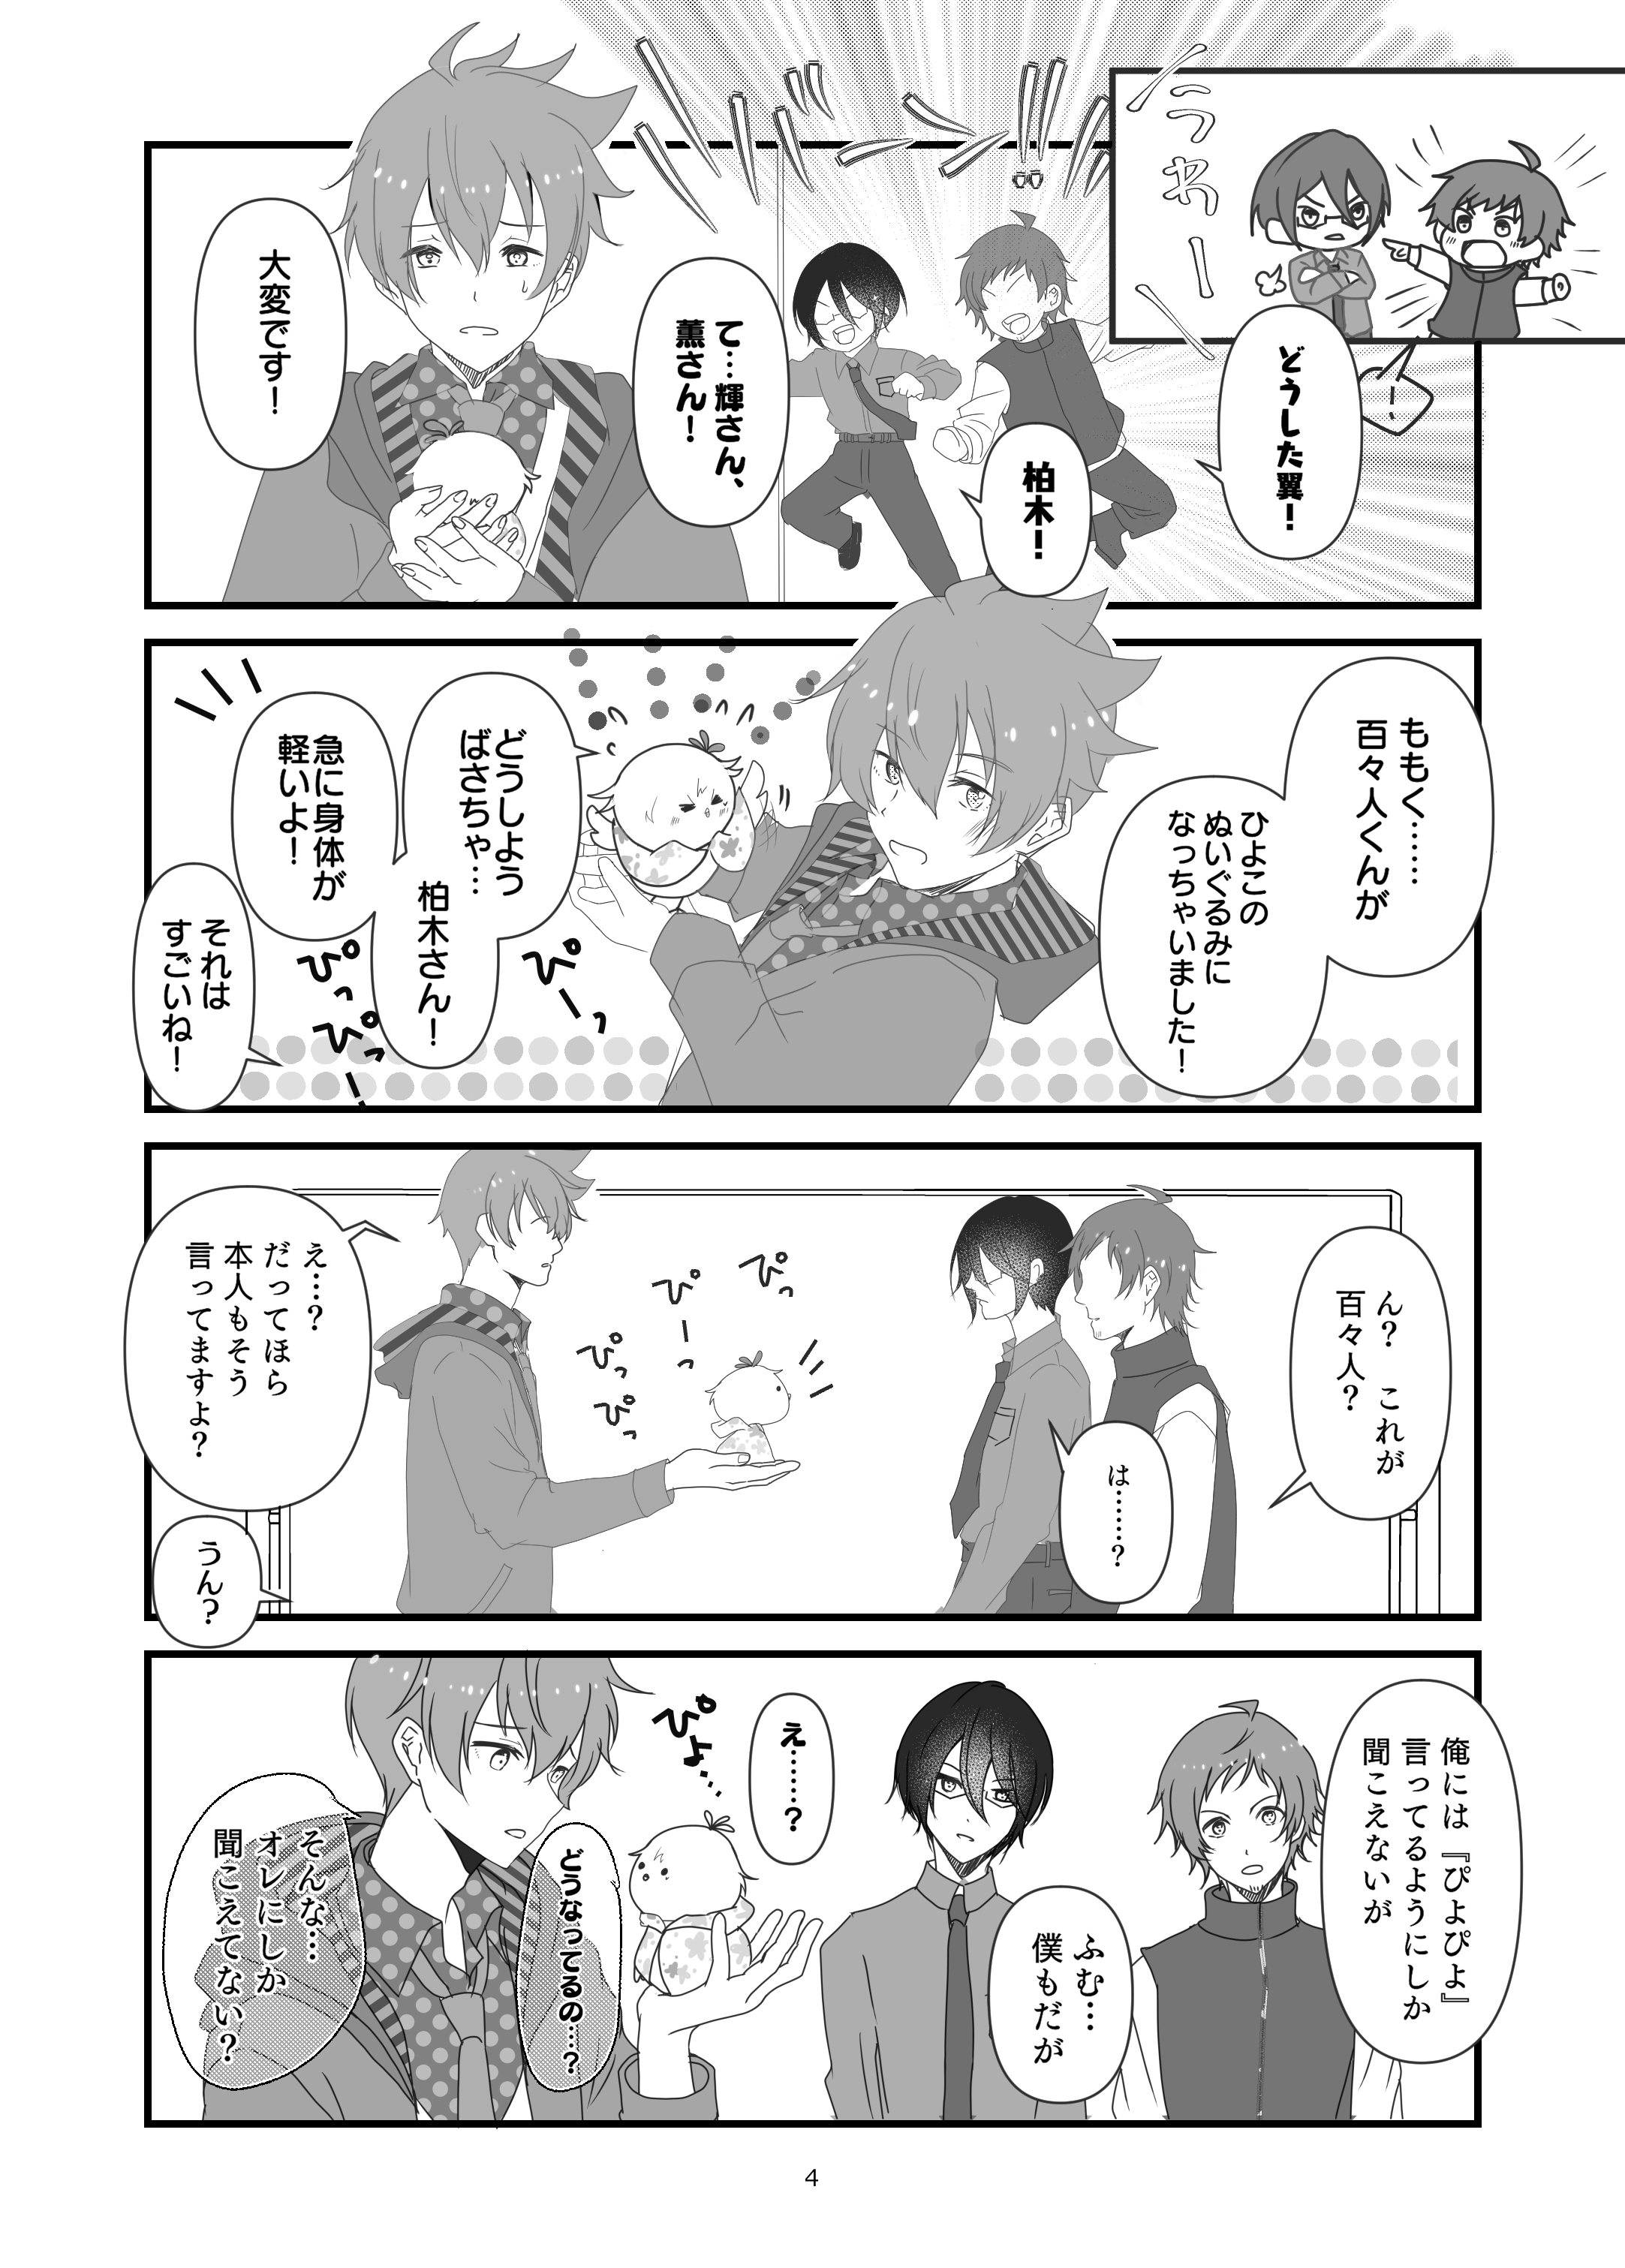 うわーーー
バーン!!
どうした翼!
…
柏木!
て…輝さん、
薫さん!
大変です!
ももく……
百々人くんが
ひよこの
ぬいぐるみに
なっちゃいました!
どうしよう
ばさちゃ…
柏木さん!
急に身体が
軽いよ!
それは
すごいね!
ぴーっ
ぴっ
ぴっー!
ん? これが
百々人?
は……?
ぴっ
ぴーっ
ぴっ
ぴっ
え…?
だってほら
本人もそう
言ってますよ?
うん?
俺には『ぴよぴよ』
言ってるようにしか
聞こえないが
ふむ…
僕もだが
え……?
ぴよ…
どうなってるの…?
そんな…
オレにしか
聞こえてない?
4